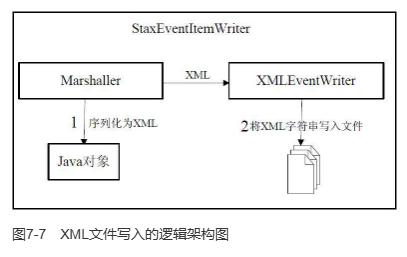 StaxEventItemWriter
Marshaller
XML
XMLEventWriter
1 序列化为XML
2将XML字符串写入文件
Java对象
图7-7 XML文件写入的逻辑架构图